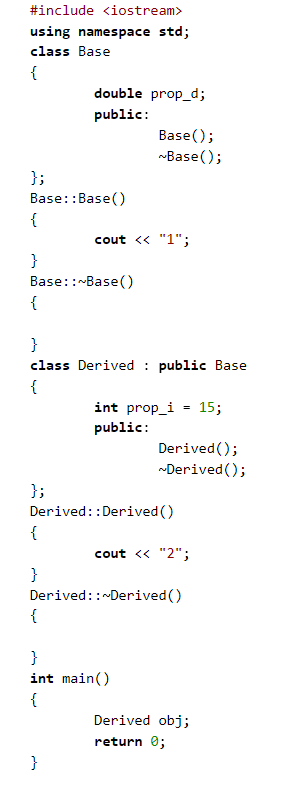 #include <iostream>
using namespace std;
class Base
{
double prop_d;
public:
Base();
~Base();
};
Base::Base()
{
cout << "1";
}
Base::~Base()
{
}
class Derived : public Base
{
int prop_i = 15;
public:
Derived();
~Derived();
};
Derived::Derived()
{
cout << "2";
}
Derived::~Derived()
{
}
int main()
{
Derived obj;
return 0;
}